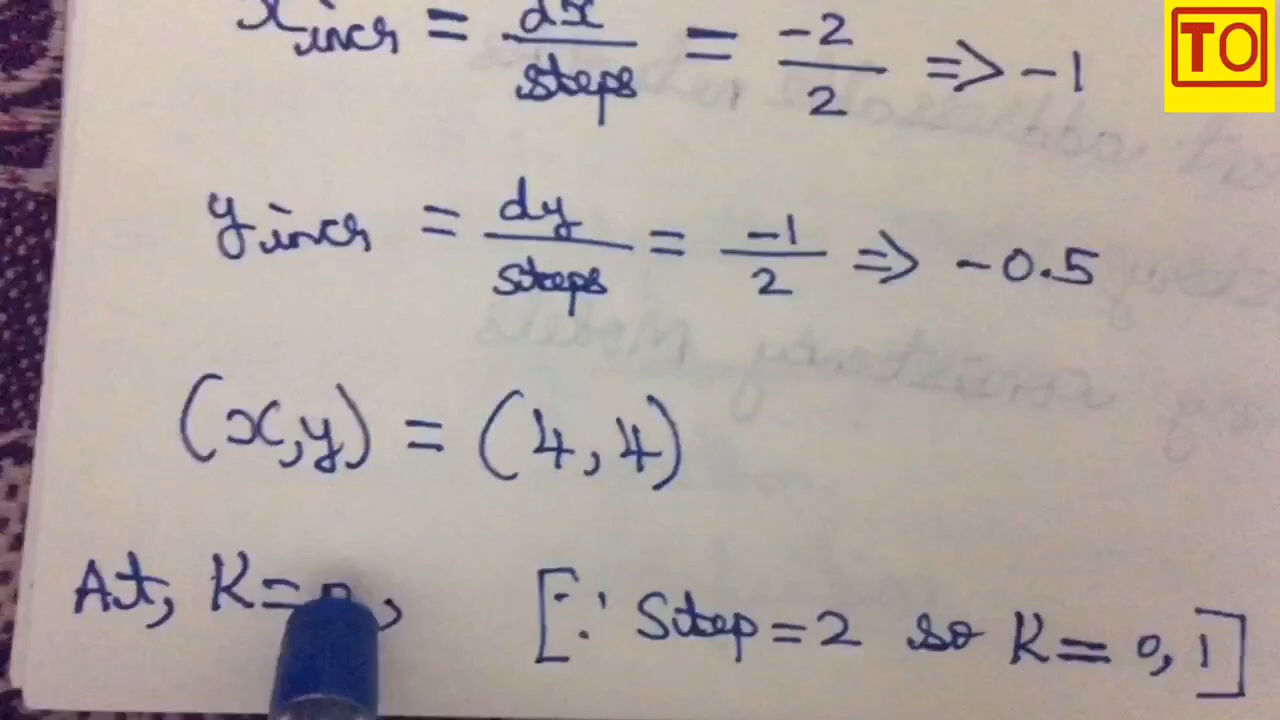 TO
xincr = dx/steps = -2/2 => -1
yincr = dy/steps = -1/2 => -0.5
(x,y) = (4,4)
At, K=0, [∵ Step=2 so K=0,1]